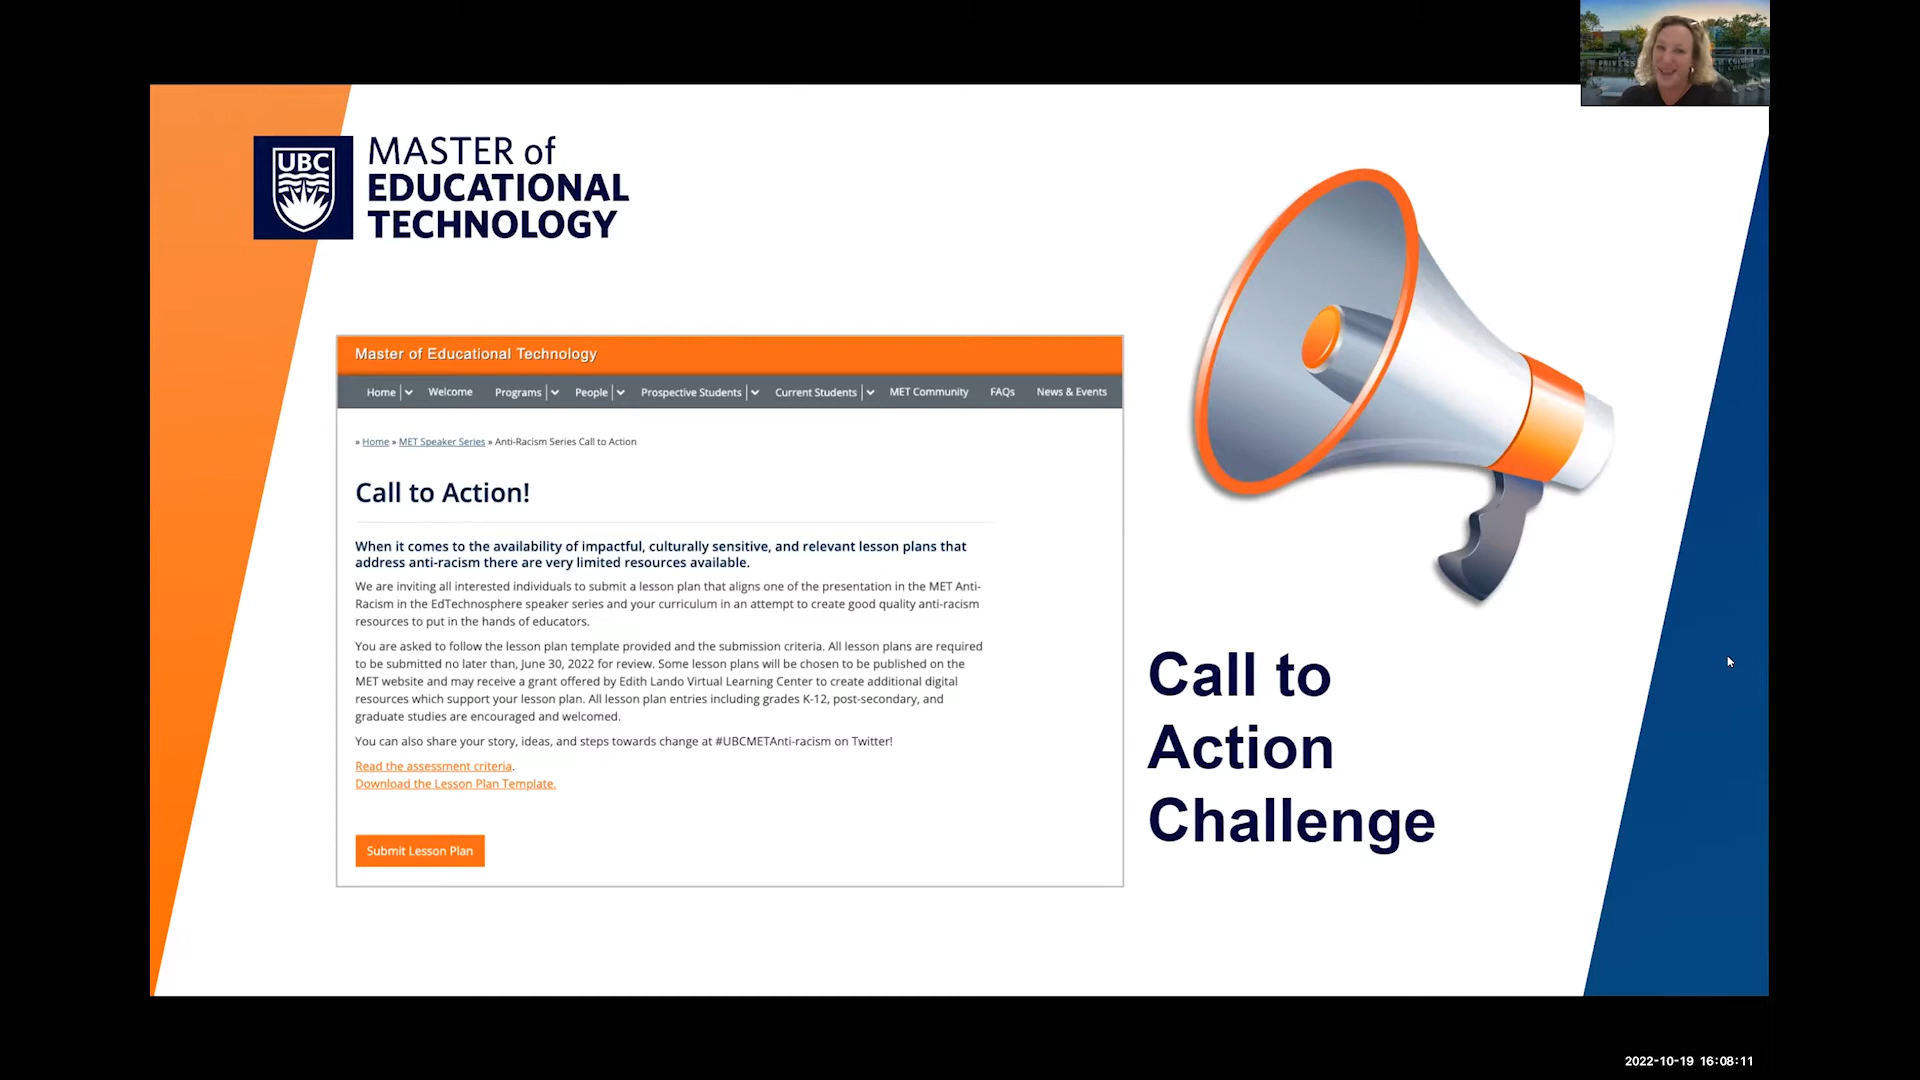 UBC
MASTER of
EDUCATIONAL
TECHNOLOGY
Master of Educational Technology
Home Welcome Programs People Prospective Students Current Students MET Community FAQs News & Events
» Home » MET Speaker Series » Anti-Racism Series Call to Action
Call to Action!
When it comes to the availability of impactful, culturally sensitive, and relevant lesson plans that
address anti-racism there are very limited resources available.
We are inviting all interested individuals to submit a lesson plan that aligns one of the presentation in the MET Anti-
Racism in the EdTechnosphere speaker series and your curriculum in an attempt to create good quality anti-racism
resources to put in the hands of educators.
You are asked to follow the lesson plan template provided and the submission criteria. All lesson plans are required
to be submitted no later than, June 30, 2022 for review. Some lesson plans will be chosen to be published on the
MET website and may receive a grant offered by Edith Lando Virtual Learning Center to create additional digital
resources which support your lesson plan. All lesson plan entries including grades K-12, post-secondary, and
graduate studies are encouraged and welcomed.
You can also share your story, ideas, and steps towards change at #UBCMETAnti-racism on Twitter!
Read the assessment criteria.
Download the Lesson Plan Template.
Submit Lesson Plan
Call to
Action
Challenge
2022-10-19 16:08:11